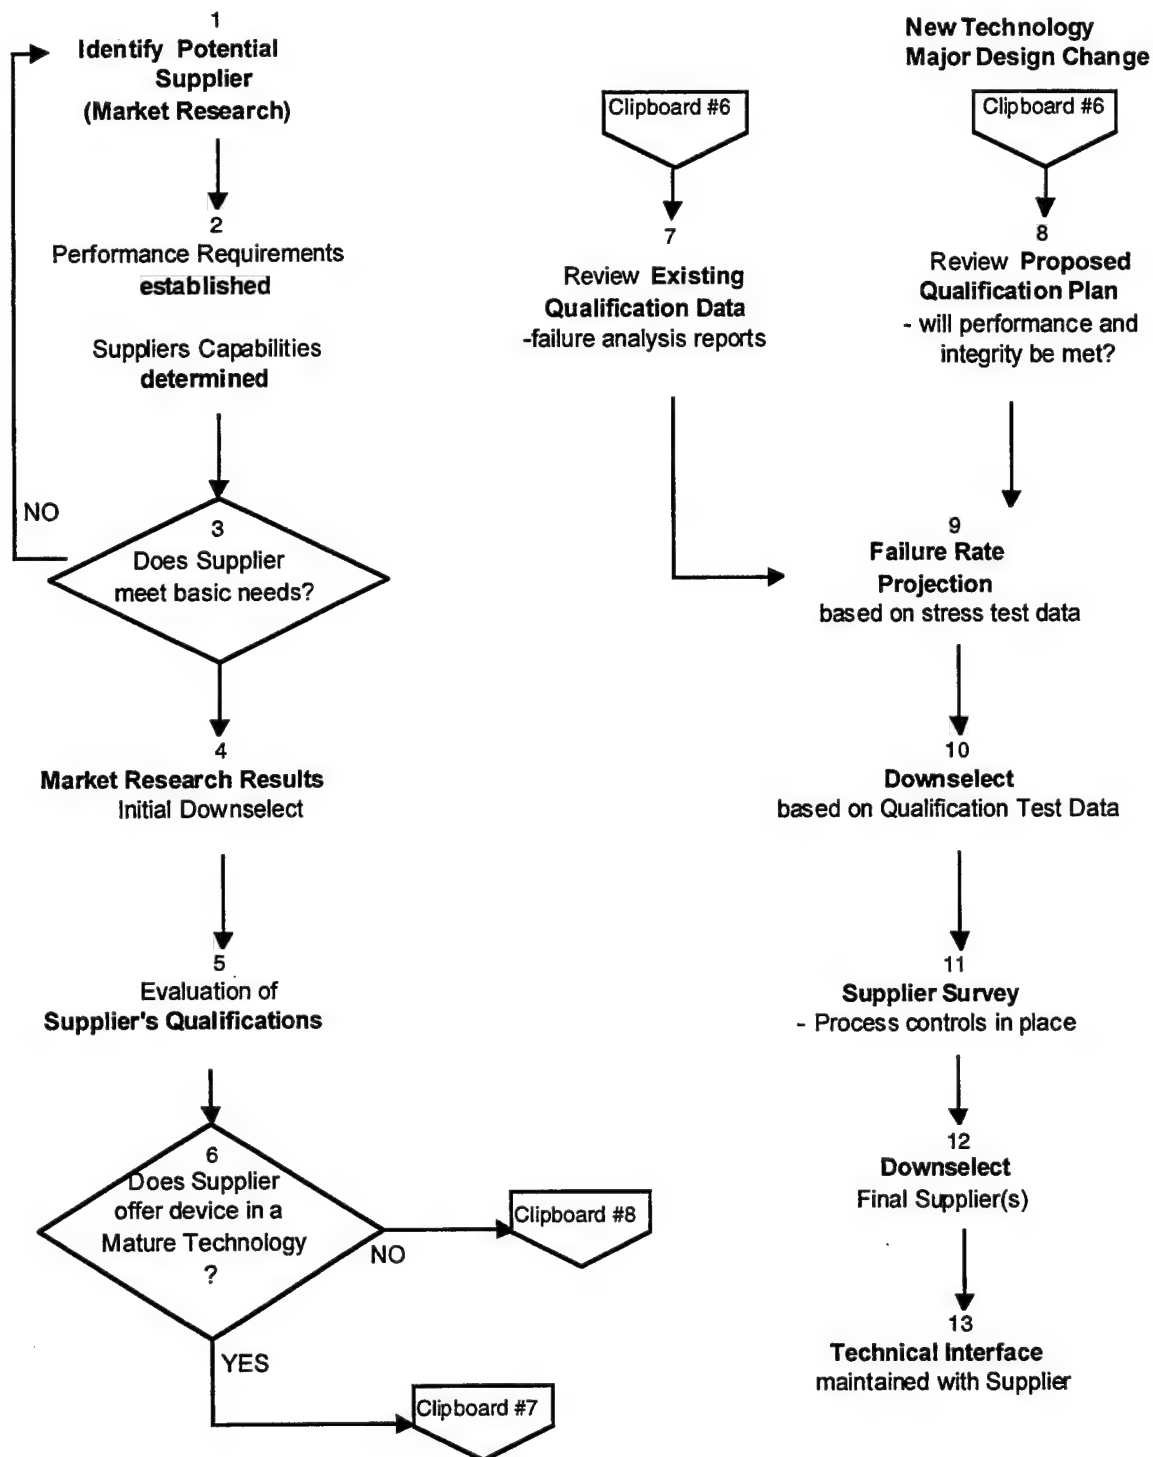 1
Identify Potential
Supplier
(Market Research)
2
Performance Requirements
established
Suppliers Capabilities
determined
NO
3
Does Supplier
meet basic needs?
4
Market Research Results
Initial Downselect
5
Evaluation of
Supplier's Qualifications
6
Does Supplier
offer device in a
Mature Technology
?
NO
Clipboard #8
YES
Clipboard #7
Clipboard #6
7
Review Existing
Qualification Data
-failure analysis reports
New Technology
Major Design Change
Clipboard #6
8
Review Proposed
Qualification Plan
- will performance and
integrity be met?
9
Failure Rate
Projection
based on stress test data
10
Downselect
based on Qualification Test Data
11
Supplier Survey
- Process controls in place
12
Downselect
Final Supplier(s)
13
Technical Interface
maintained with Supplier